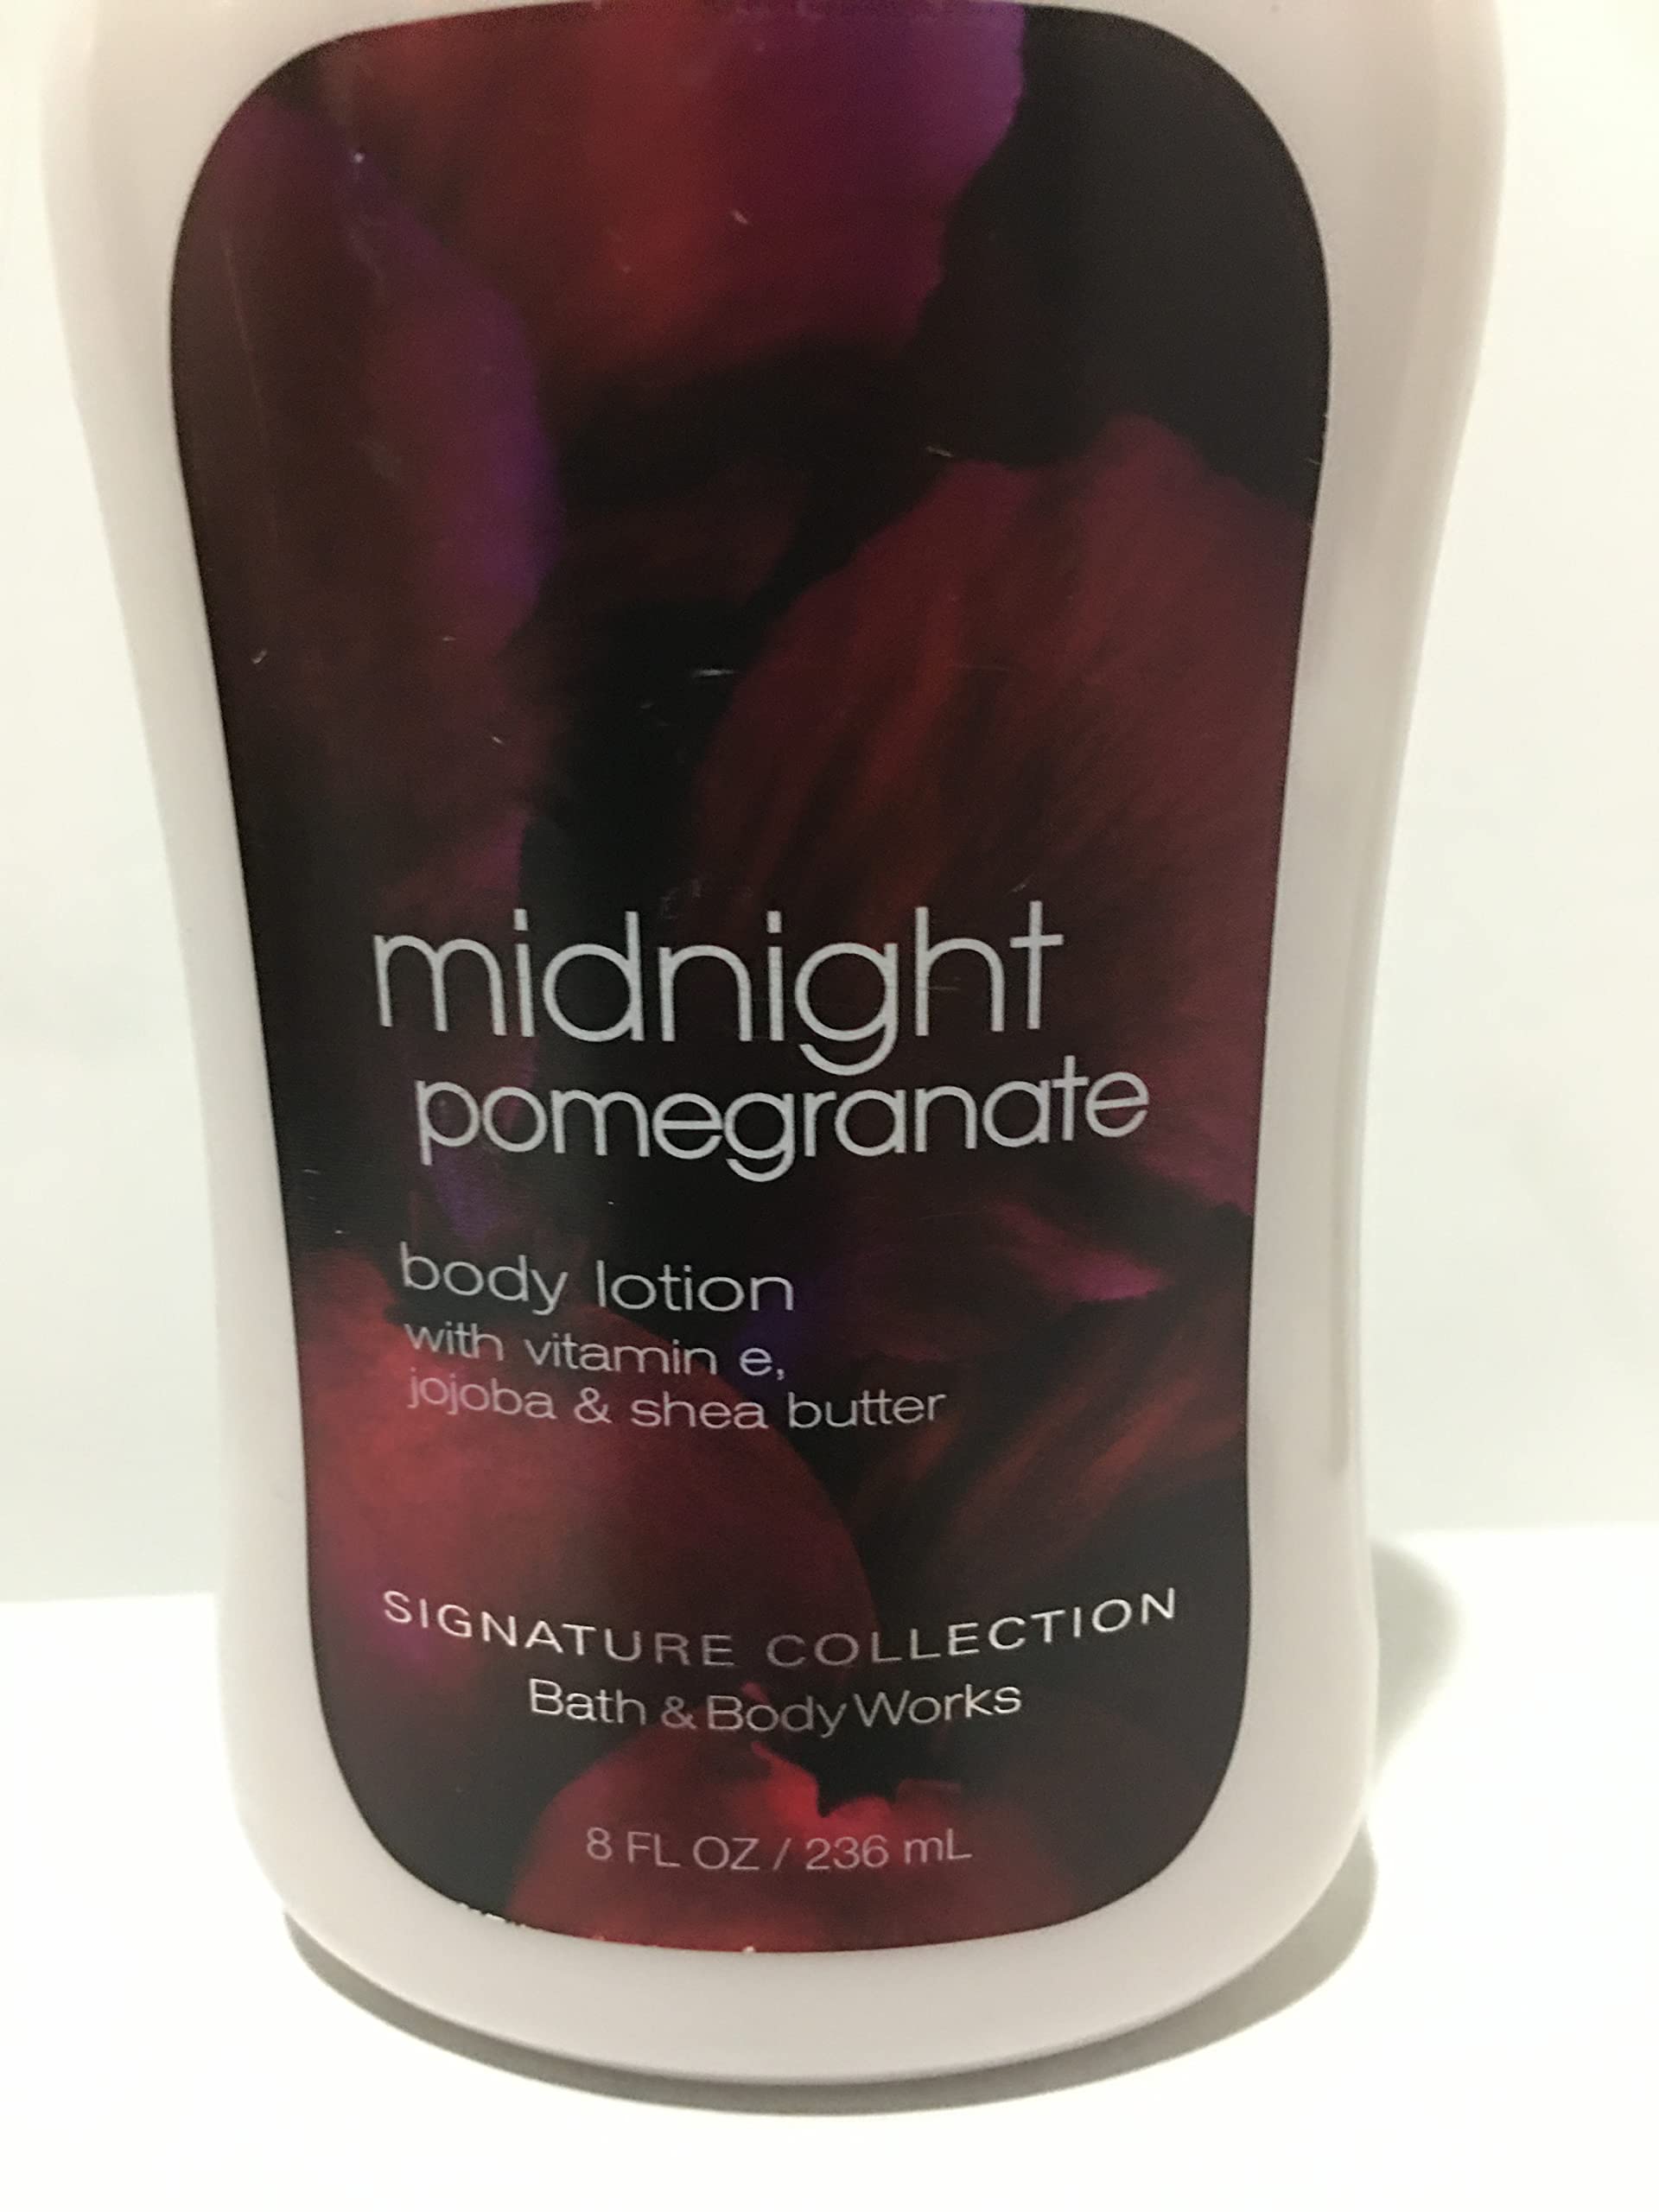 midnight
pomegranate
body lotion
with vitamin e,
jojoba & shea butter
SIGNATURE COLLECTION
Bath & Body Works
8 FL OZ / 236 mL